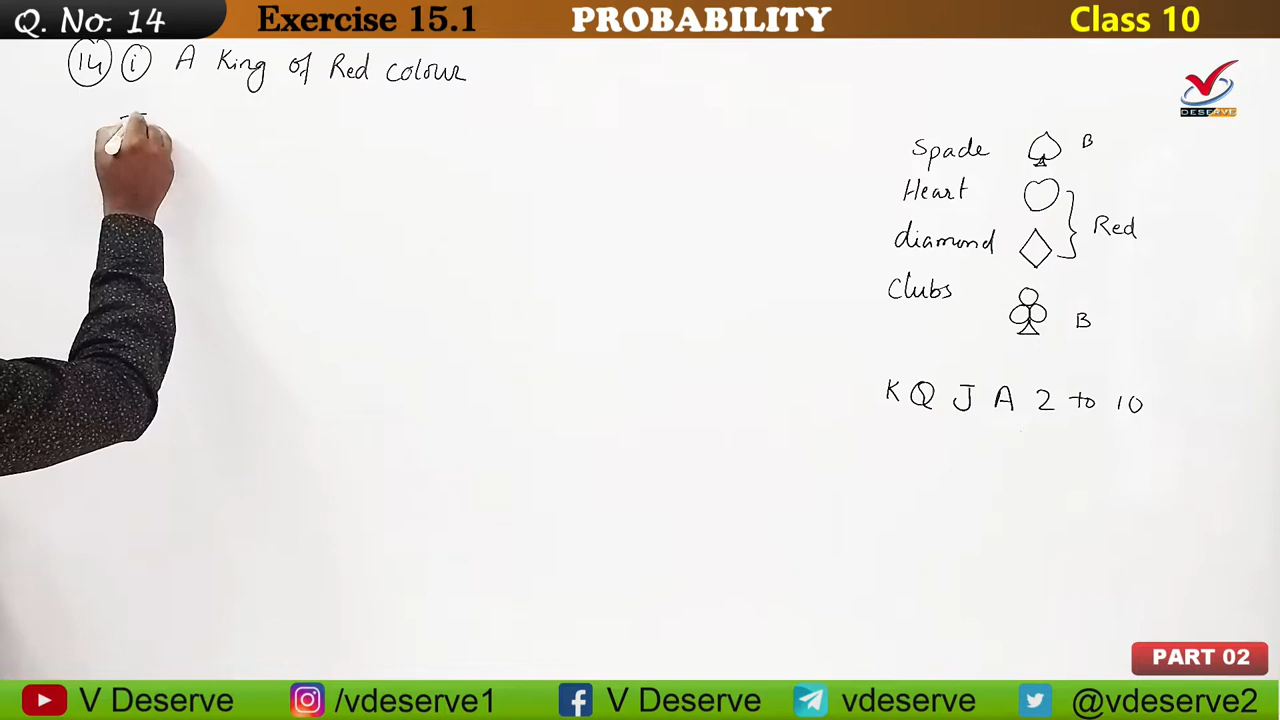 Q. No. 14
Exercise 15.1
PROBABILITY
Class 10
14 i A King of Red colour
DESERVE
Spade B
Heart
diamond
Red
Clubs
B
K Q J A 2 to 10
PART 02
V Deserve
/vdeserve1
V Deserve
vdeserve
@vdeserve2